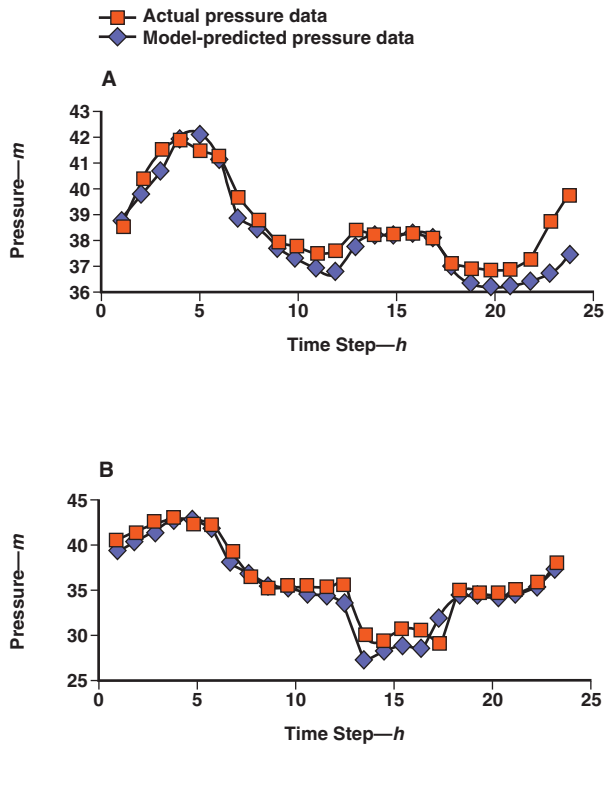 Actual pressure data
Model-predicted pressure data
A
Pressure—m
43
42
41
40
39
38
37
36
0 5 10 15 20 25
Time Step—h
B
Pressure—m
45
40
35
30
25
0 5 10 15 20 25
Time Step—h